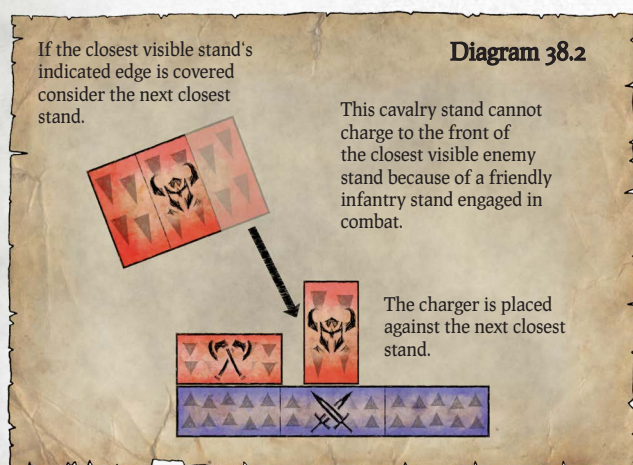 If the closest visible stand's
indicated edge is covered
consider the next closest
stand.
Diagram 38.2
This cavalry stand cannot
charge to the front of
the closest visible enemy
stand because of a friendly
infantry stand engaged in
combat.
The charger is placed
against the next closest
stand.